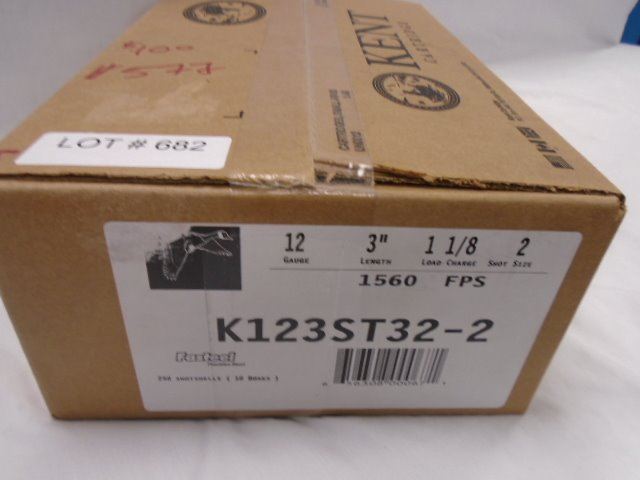 KENT
CARTRIDGE
LOT # 682
12 3" 1 1/8 2
GAUGE LENGTH LOAD CHARGE SHOT SIZE
1560 FPS
K123ST32-2
Fasteel
250 SHOTSHELLS ( 10 BOXES )